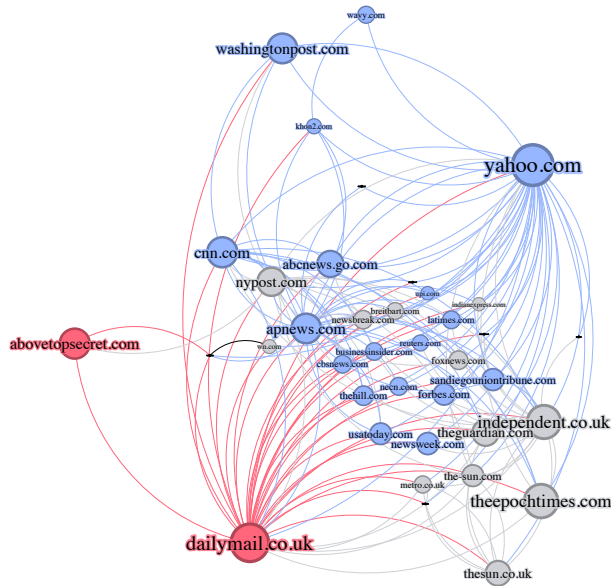 wavy.com
washingtonpost.com
khon2.com
yahoo.com
cnn.com
abcnews.go.com
nypost.com
upi.com
indianexpress.com
breitbart.com
newsbreak.com
latimes.com
apnews.com
abovetopsecret.com
wn.com
reuters.com
businessinsider.com
cbsnews.com
foxnews.com
sandiegouniontribune.com
necn.com
thehill.com
forbes.com
independent.co.uk
usatoday.com
theguardian.com
newsweek.com
the-sun.com
metro.co.uk
theepochtimes.com
dailymail.co.uk
thesun.co.uk